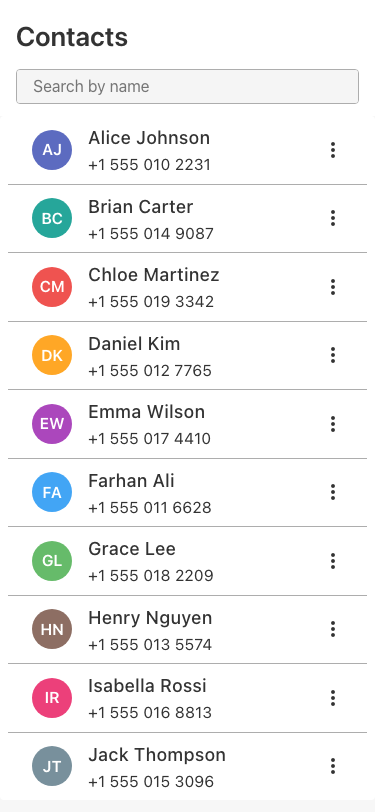 Contacts
Search by name
AJ
Alice Johnson
+1 555 010 2231
BC
Brian Carter
+1 555 014 9087
CM
Chloe Martinez
+1 555 019 3342
DK
Daniel Kim
+1 555 012 7765
EW
Emma Wilson
+1 555 017 4410
FA
Farhan Ali
+1 555 011 6628
GL
Grace Lee
+1 555 018 2209
HN
Henry Nguyen
+1 555 013 5574
IR
Isabella Rossi
+1 555 016 8813
JT
Jack Thompson
+1 555 015 3096